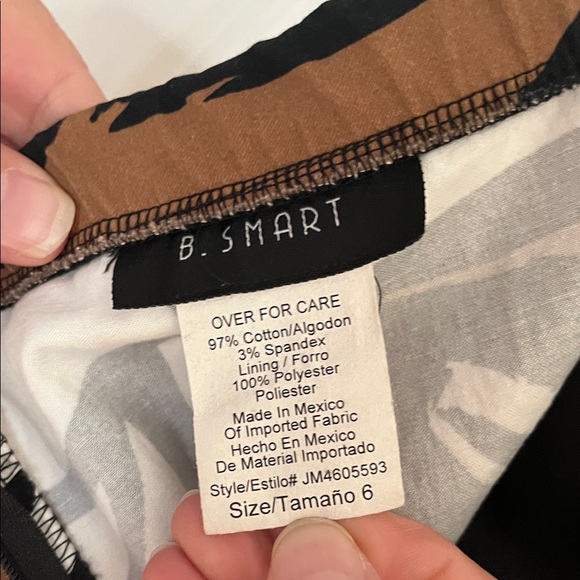 B. SMART
OVER FOR CARE
97% Cotton/Algodon
3% Spandex
Lining / Forro
100% Polyester
Poliester
Made In Mexico
Of Imported Fabric
Hecho En Mexico
De Material Importado
Style/Estilo# JM4605593
Size/Tamaño 6